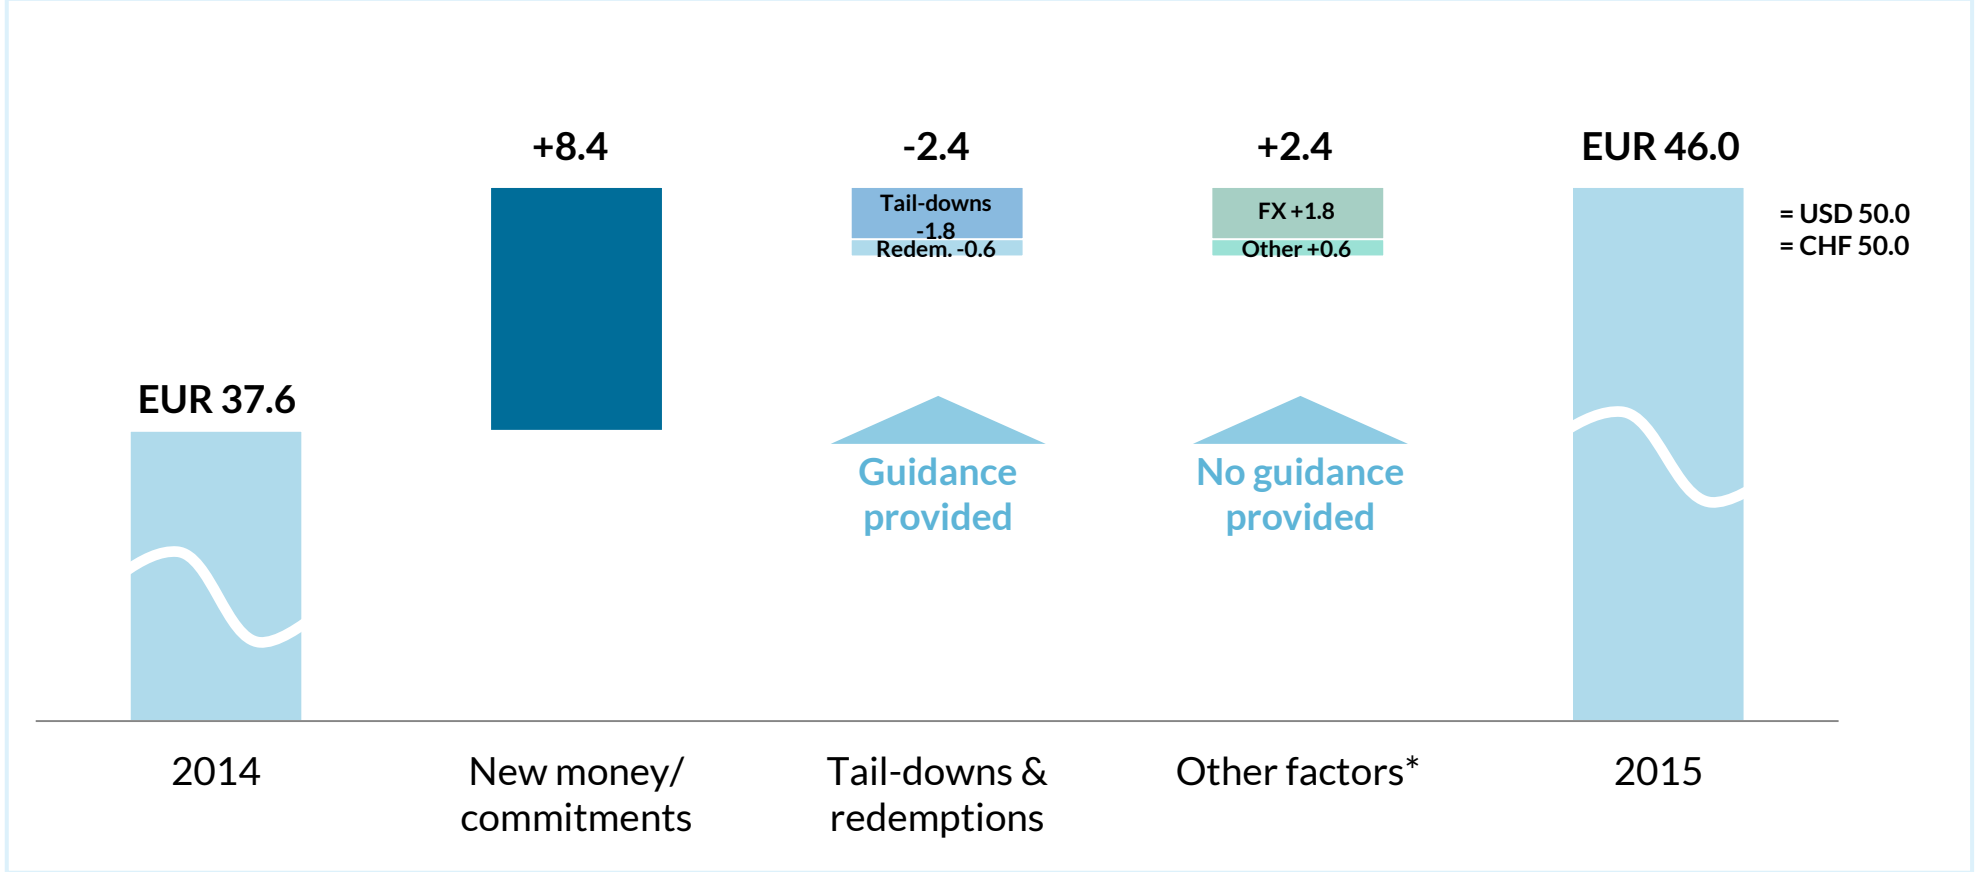 +8.4
-2.4
+2.4
EUR 46.0
Tail-downs
-1.8
Redem. -0.6
FX +1.8
Other +0.6
= USD 50.0
= CHF 50.0
EUR 37.6
Guidance
provided
No guidance
provided
2014
New money/
commitments
Tail-downs &
redemptions
Other factors*
2015